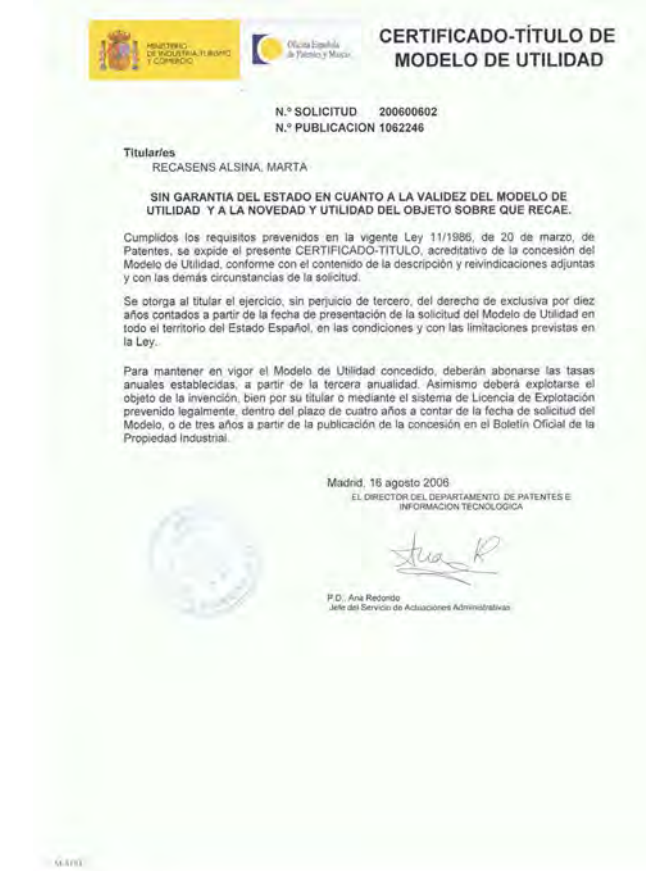 MINISTERIO
DE INDUSTRIA, TURISMO
Y COMERCIO
Oficina Española
de Patentes y Marcas
CERTIFICADO-TÍTULO DE
MODELO DE UTILIDAD
N.º SOLICITUD 200600602
N.º PUBLICACION 1062246
Titular/es
RECASENS ALSINA, MARTA
SIN GARANTIA DEL ESTADO EN CUANTO A LA VALIDEZ DEL MODELO DE
UTILIDAD Y A LA NOVEDAD Y UTILIDAD DEL OBJETO SOBRE QUE RECAE.
Cumplidos los requisitos prevenidos en la vigente Ley 11/1986, de 20 de marzo, de
Patentes, se expide el presente CERTIFICADO-TITULO, acreditativo de la concesión del
Modelo de Utilidad, conforme con el contenido de la descripción y reivindicaciones adjuntas
y con las demás circunstancias de la solicitud.
Se otorga al titular el ejercicio, sin perjuicio de tercero, del derecho de exclusiva por diez
años contados a partir de la fecha de presentación de la solicitud del Modelo de Utilidad en
todo el territorio del Estado Español, en las condiciones y con las limitaciones previstas en
la Ley.
Para mantener en vigor el Modelo de Utilidad concedido, deberán abonarse las tasas
anuales establecidas, a partir de la tercera anualidad. Asimismo deberá explotarse el
objeto de la invención, bien por su titular o mediante el sistema de Licencia de Explotación
prevenido legalmente, dentro del plazo de cuatro años a contar de la fecha de solicitud del
Modelo, o de tres años a partir de la publicación de la concesión en el Boletín Oficial de la
Propiedad Industrial.
Madrid, 16 agosto 2006
EL DIRECTOR DEL DEPARTAMENTO DE PATENTES E
INFORMACION TECNOLOGICA
Ana R
P.D., Ana Redondo
Jefe del Servicio de Actuaciones Administrativas